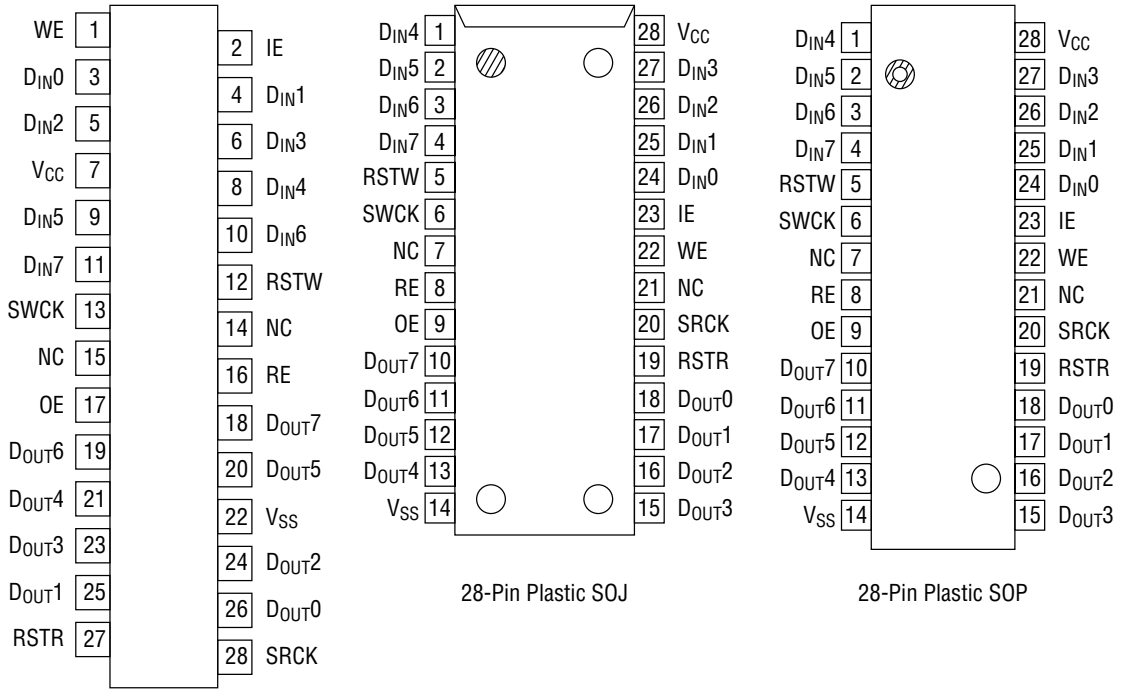 WE 1
2 IE
DIN0 3
4 DIN1
DIN2 5
6 DIN3
VCC 7
8 DIN4
DIN5 9
10 DIN6
DIN7 11
12 RSTW
SWCK 13
14 NC
NC 15
16 RE
OE 17
18 DOUT7
DOUT6 19
20 DOUT5
DOUT4 21
22 VSS
DOUT3 23
24 DOUT2
DOUT1 25
26 DOUT0
RSTR 27
28 SRCK
DIN4 1 28 VCC
DIN5 2 27 DIN3
DIN6 3 26 DIN2
DIN7 4 25 DIN1
RSTW 5 24 DIN0
SWCK 6 23 IE
NC 7 22 WE
RE 8 21 NC
OE 9 20 SRCK
DOUT7 10 19 RSTR
DOUT6 11 18 DOUT0
DOUT5 12 17 DOUT1
DOUT4 13 16 DOUT2
VSS 14 15 DOUT3
28-Pin Plastic SOJ
DIN4 1 28 VCC
DIN5 2 27 DIN3
DIN6 3 26 DIN2
DIN7 4 25 DIN1
RSTW 5 24 DIN0
SWCK 6 23 IE
NC 7 22 WE
RE 8 21 NC
OE 9 20 SRCK
DOUT7 10 19 RSTR
DOUT6 11 18 DOUT0
DOUT5 12 17 DOUT1
DOUT4 13 16 DOUT2
VSS 14 15 DOUT3
28-Pin Plastic SOP